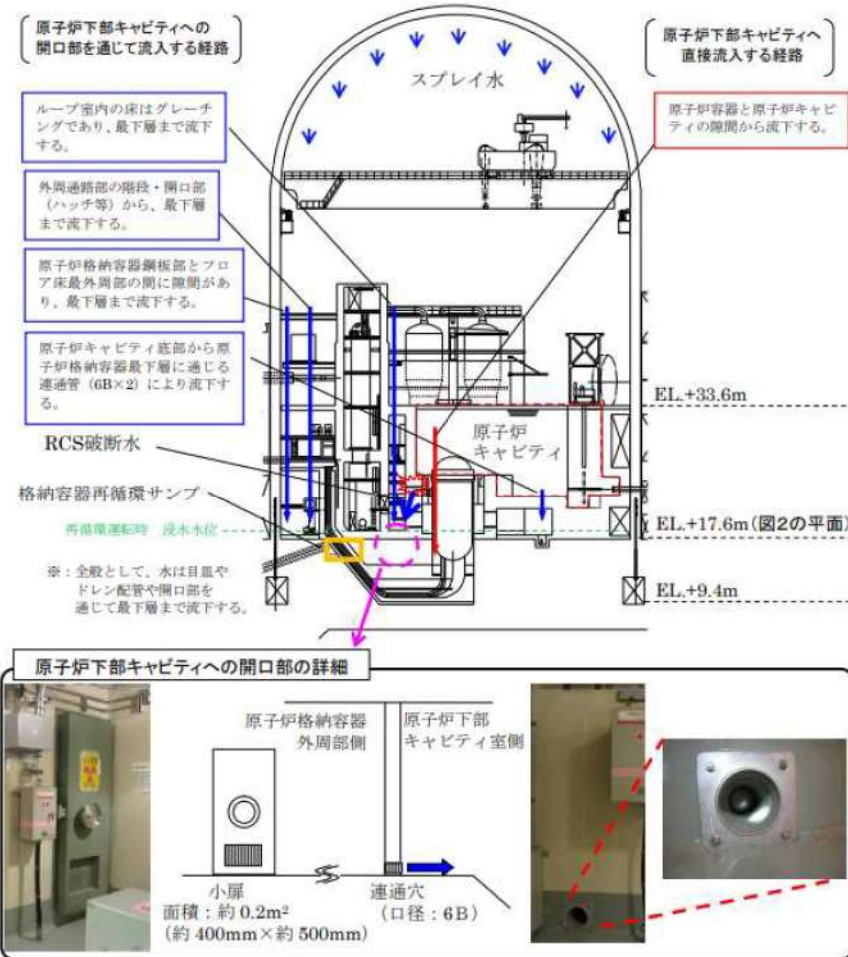 原子炉下部キャビティへの
開口部を通じて流入する経路
原子炉下部キャビティへ
直接流入する経路
スプレイ水
ループ室内の床はグレーチ
ングであり、最下層まで流下
する。
原子炉容器と原子炉キャビ
ティの隙間から流下する。
外周通路部の階段・開口部
（ハッチ等）から、最下層
まで流下する。
原子炉格納容器鋼板部とフロ
ア床最外周部の間に隙間があ
り、最下層まで流下する。
原子炉キャビティ底部から原
子炉格納容器最下層に通じる
連通管（6B×2）により流下す
る。
EL.+33.6m
RCS破断水
原子炉
キャビティ
格納容器再循環サンプ
再循環運転時 浸水水位
EL.+17.6m(図2の平面)
※：全般として、水は目皿や
ドレン配管や開口部を
通じて最下層まで流下する。
EL.+9.4m
原子炉下部キャビティへの開口部の詳細
原子炉格納容器
外周部側
原子炉下部
キャビティ室側
小扉
面積：約 0.2m²
(約 400mm×約 500mm)
連通穴
（口径：6B）